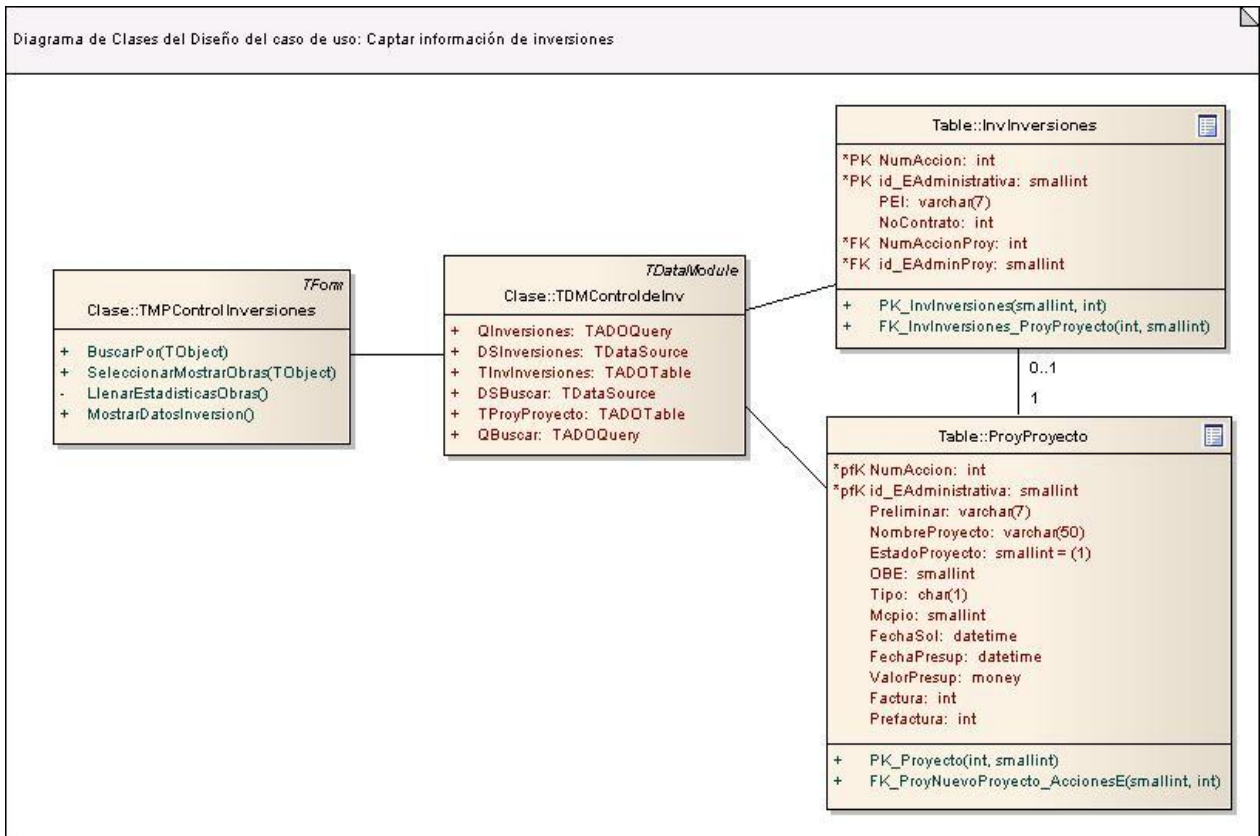 Diagrama de Clases del Diseño del caso de uso: Captar información de inversiones
TForm
Clase::TMPControlInversiones
+ BuscarPor(TObject)
+ SeleccionarMostrarObras(TObject)
- LlenarEstadisticasObras()
+ MostrarDatosInversion()
TDataModule
Clase::TDMControldeInv
+ QInversiones: TADOQuery
+ DSInversiones: TDataSource
+ TInvInversiones: TADOTable
+ DSBuscar: TDataSource
+ TProyProyecto: TADOTable
+ QBuscar: TADOQuery
Table::InvInversiones
*PK NumAccion: int
*PK id_EAdministrativa: smallint
PEI: varchar(7)
NoContrato: int
*FK NumAccionProy: int
*FK id_EAdminProy: smallint
+ PK_InvInversiones(smallint, int)
+ FK_InvInversiones_ProyProyecto(int, smallint)
0..1
1
Table::ProyProyecto
*pfK NumAccion: int
*pfK id_EAdministrativa: smallint
Preliminar: varchar(7)
NombreProyecto: varchar(50)
EstadoProyecto: smallint = (1)
OBE: smallint
Tipo: char(1)
Mcpio: smallint
FechaSol: datetime
FechaPresup: datetime
ValorPresup: money
Factura: int
Prefactura: int
+ PK_Proyecto(int, smallint)
+ FK_ProyNuevoProyecto_AccionesE(smallint, int)